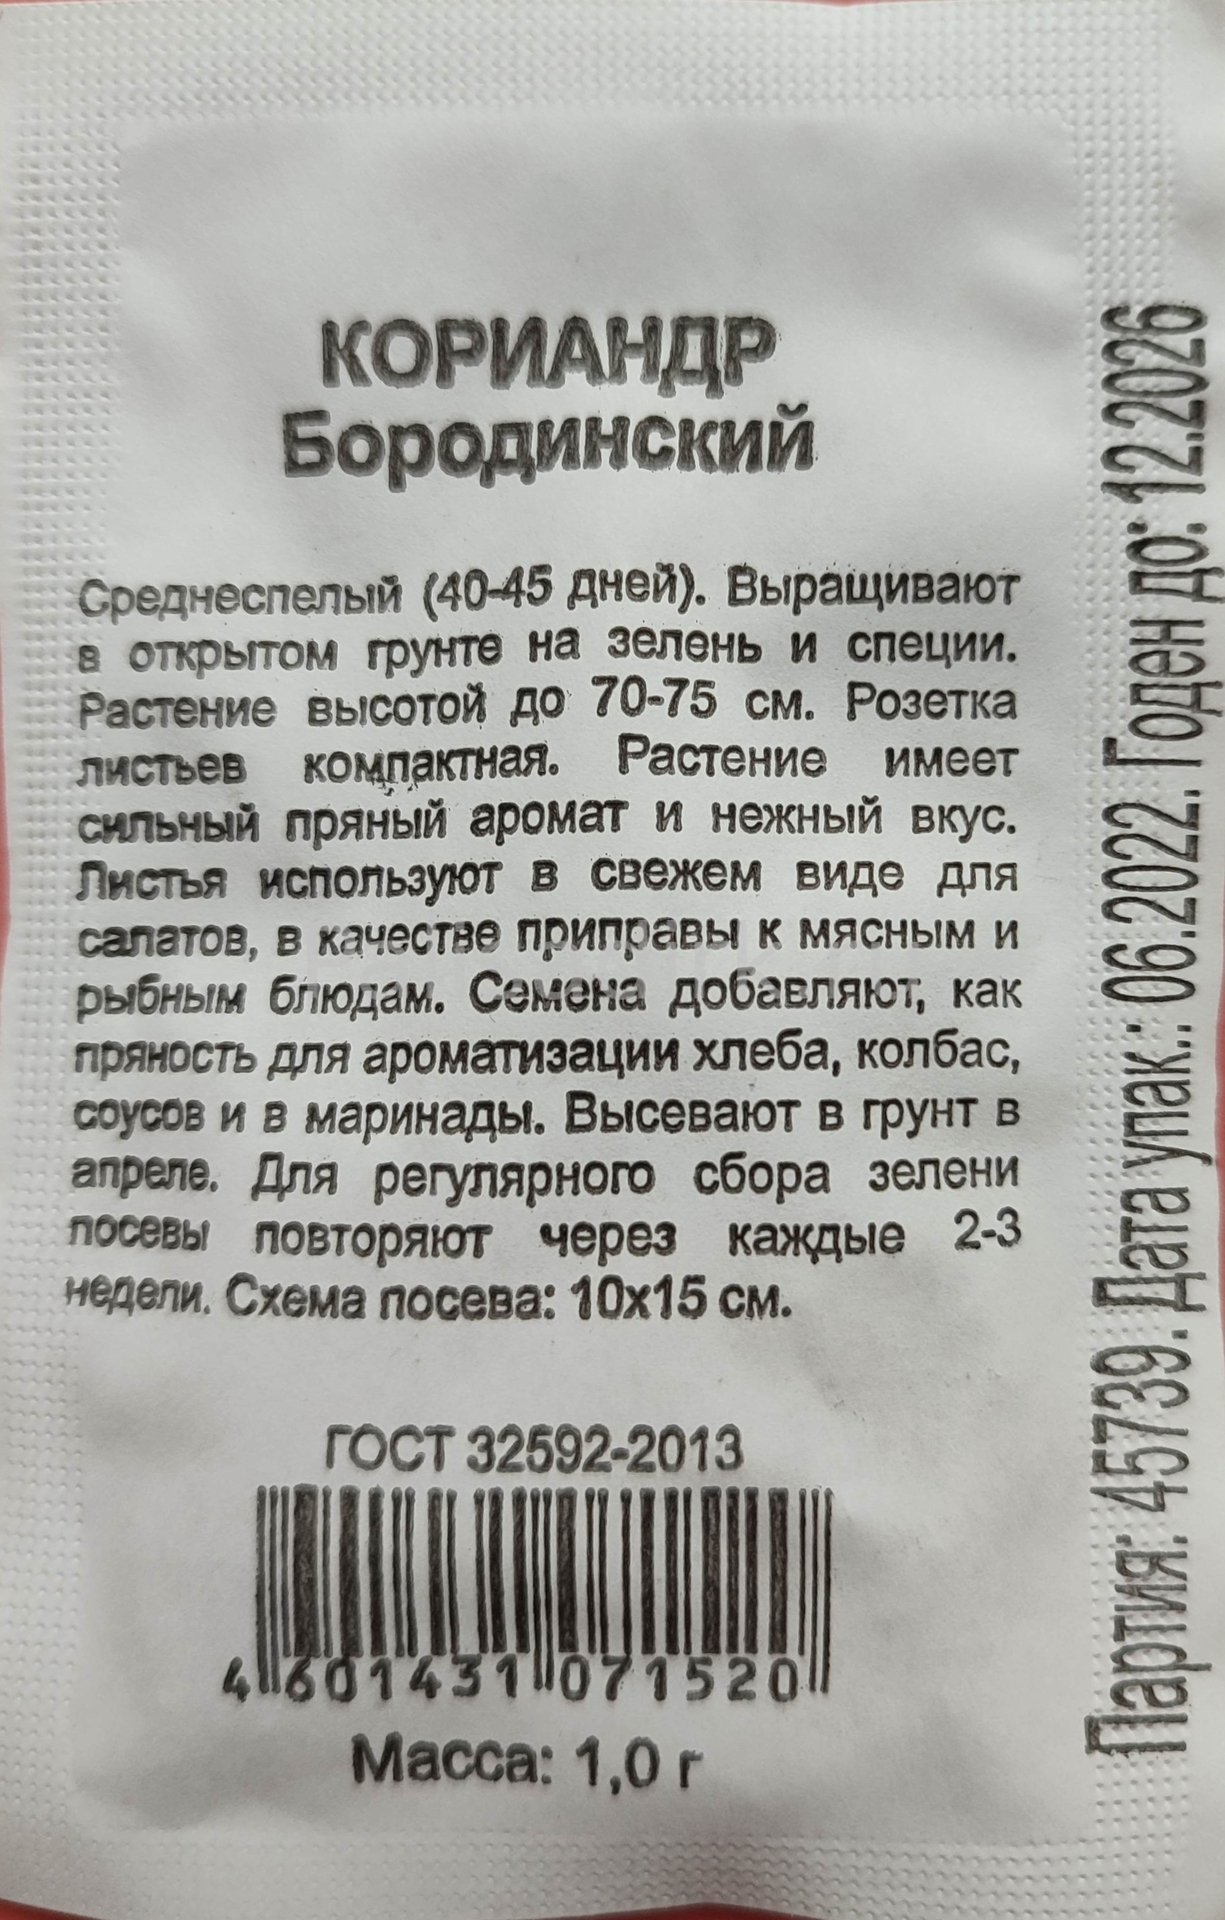 КОРИАНДР
Бородинский
Среднеспелый (40-45 дней). Выращивают
в открытом грунте на зелень и специи.
Растение высотой до 70-75 см. Розетка
листьев компактная. Растение имеет
сильный пряный аромат и нежный вкус.
Листья используют в свежем виде для
салатов, в качестве приправы к мясным и
рыбным блюдам. Семена добавляют, как
пряность для ароматизации хлеба, колбас,
соусов и в маринады. Высевают в грунт в
апреле. Для регулярного сбора зелени
посевы повторяют через каждые 2-3
недели. Схема посева: 10х15 см.
ГОСТ 32592-2013
4 601431 071520
Масса: 1,0 г
Партия: 45739. Дата упак.: 06.2022. Годен до: 12.2026